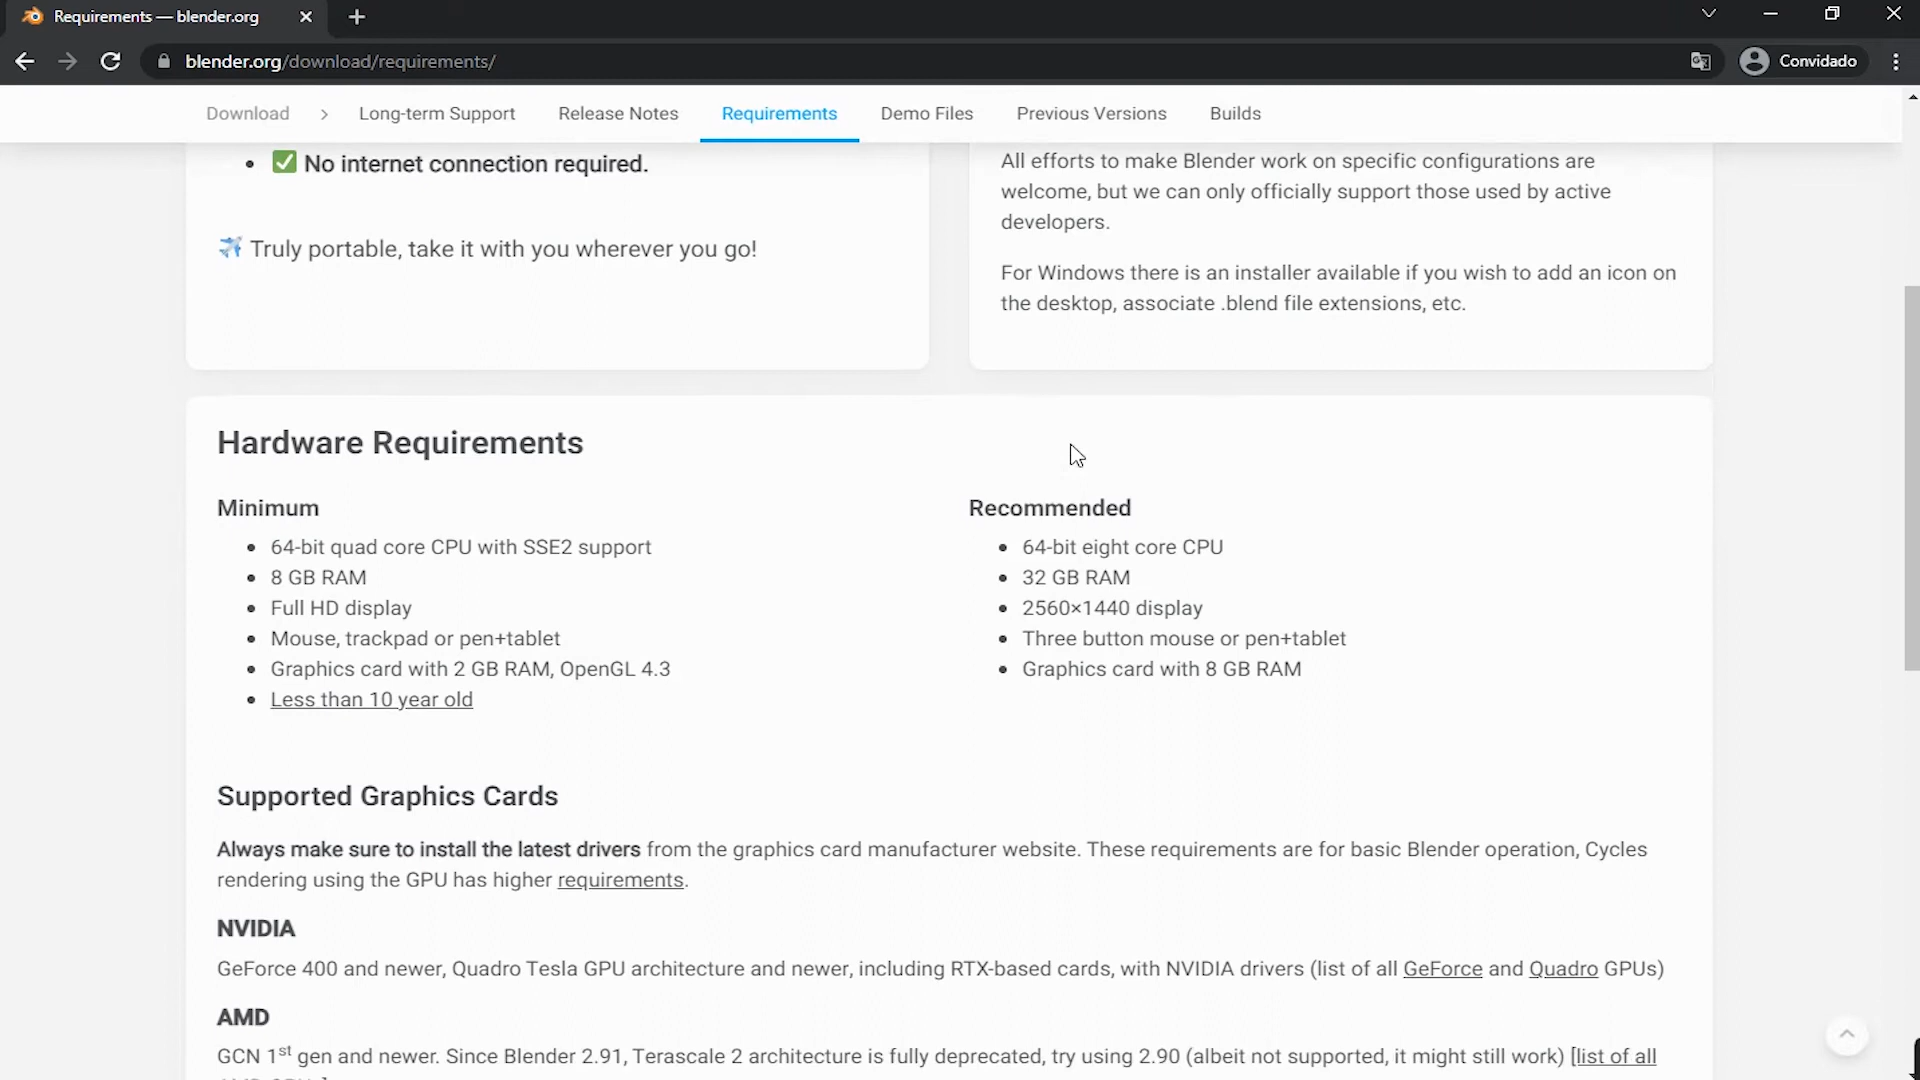 Requirements — blender.org
blender.org/download/requirements/
Convidado
Download > Long-term Support Release Notes Requirements Demo Files Previous Versions Builds
• ✅ No internet connection required.
✈️ Truly portable, take it with you wherever you go!
All efforts to make Blender work on specific configurations are
welcome, but we can only officially support those used by active
developers.
For Windows there is an installer available if you wish to add an icon on
the desktop, associate .blend file extensions, etc.
Hardware Requirements
Minimum
• 64-bit quad core CPU with SSE2 support
• 8 GB RAM
• Full HD display
• Mouse, trackpad or pen+tablet
• Graphics card with 2 GB RAM, OpenGL 4.3
• Less than 10 year old
Recommended
• 64-bit eight core CPU
• 32 GB RAM
• 2560×1440 display
• Three button mouse or pen+tablet
• Graphics card with 8 GB RAM
Supported Graphics Cards
Always make sure to install the latest drivers from the graphics card manufacturer website. These requirements are for basic Blender operation, Cycles
rendering using the GPU has higher requirements.
NVIDIA
GeForce 400 and newer, Quadro Tesla GPU architecture and newer, including RTX-based cards, with NVIDIA drivers (list of all GeForce and Quadro GPUs)
AMD
GCN 1st gen and newer. Since Blender 2.91, Terascale 2 architecture is fully deprecated, try using 2.90 (albeit not supported, it might still work) [list of all